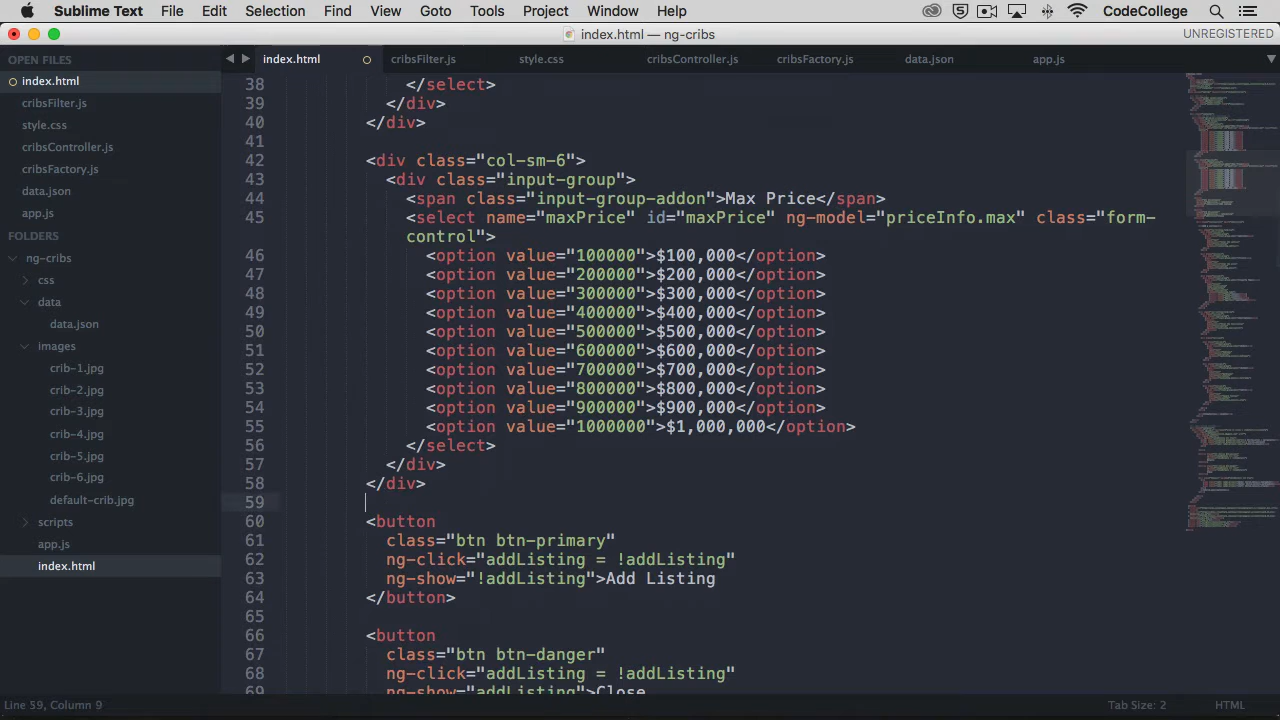 Sublime Text File Edit Selection Find View Goto Tools Project Window Help CodeCollege
index.html — ng-cribs UNREGISTERED
OPEN FILES
index.html
cribsFilter.js
style.css
cribsController.js
cribsFactory.js
data.json
app.js
FOLDERS
ng-cribs
css
data
data.json
images
crib-1.jpg
crib-2.jpg
crib-3.jpg
crib-4.jpg
crib-5.jpg
crib-6.jpg
default-crib.jpg
scripts
app.js
index.html
index.html cribsFilter.js style.css cribsController.js cribsFactory.js data.json app.js
38 </select>
39 </div>
40 </div>
41
42 <div class="col-sm-6">
43 <div class="input-group">
44 <span class="input-group-addon">Max Price</span>
45 <select name="maxPrice" id="maxPrice" ng-model="priceInfo.max" class="form-
control">
46 <option value="100000">$100,000</option>
47 <option value="200000">$200,000</option>
48 <option value="300000">$300,000</option>
49 <option value="400000">$400,000</option>
50 <option value="500000">$500,000</option>
51 <option value="600000">$600,000</option>
52 <option value="700000">$700,000</option>
53 <option value="800000">$800,000</option>
54 <option value="900000">$900,000</option>
55 <option value="1000000">$1,000,000</option>
56 </select>
57 </div>
58 </div>
59
60 <button
61 class="btn btn-primary"
62 ng-click="addListing = !addListing"
63 ng-show="!addListing">Add Listing
64 </button>
65
66 <button
67 class="btn btn-danger"
68 ng-click="addListing = !addListing"
69 ng-show="addListing">Close
Line 59, Column 9 Tab Size: 2 HTML